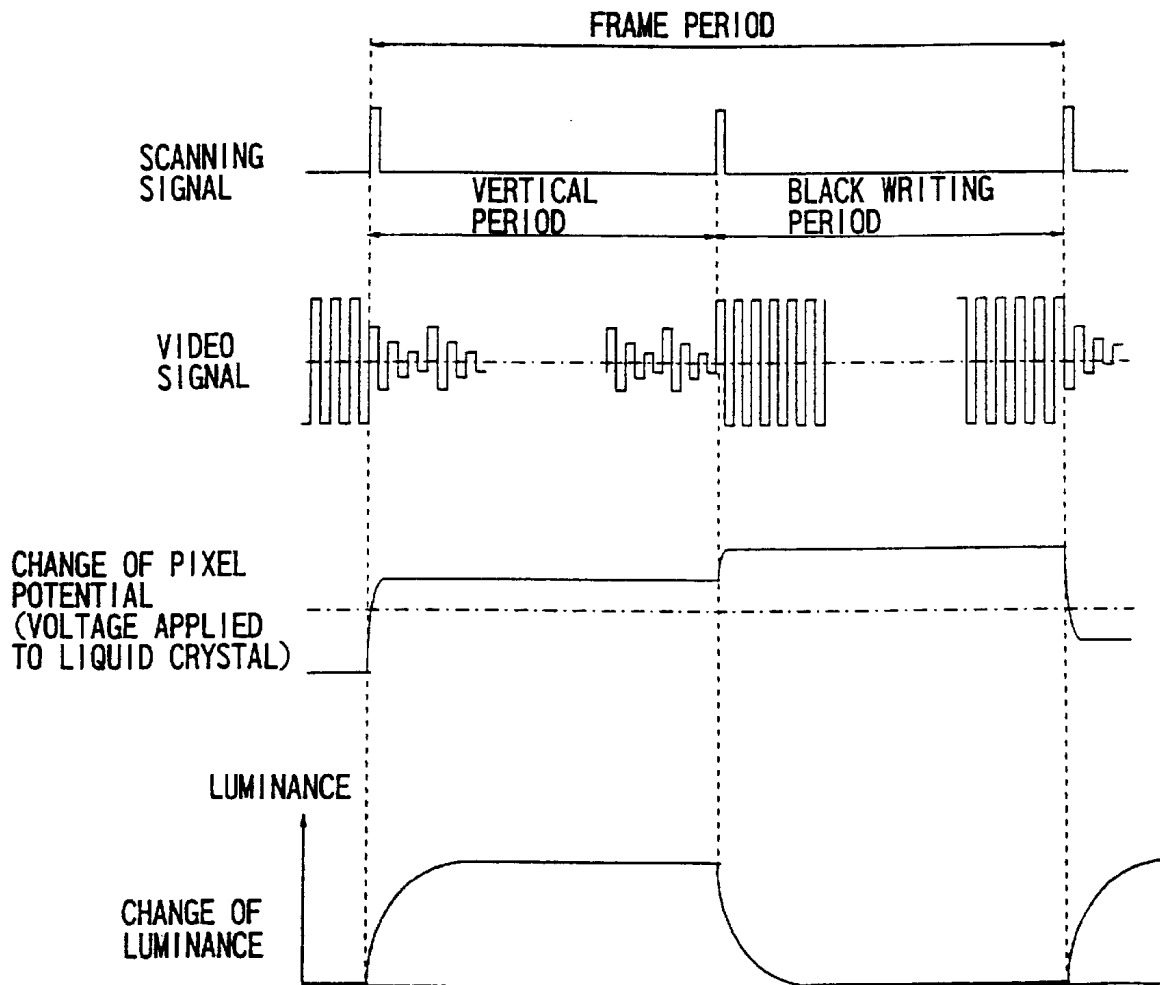 FRAME PERIOD
SCANNING
SIGNAL
VERTICAL
PERIOD
BLACK WRITING
PERIOD
VIDEO
SIGNAL
CHANGE OF PIXEL
POTENTIAL
(VOLTAGE APPLIED
TO LIQUID CRYSTAL)
LUMINANCE
CHANGE OF
LUMINANCE